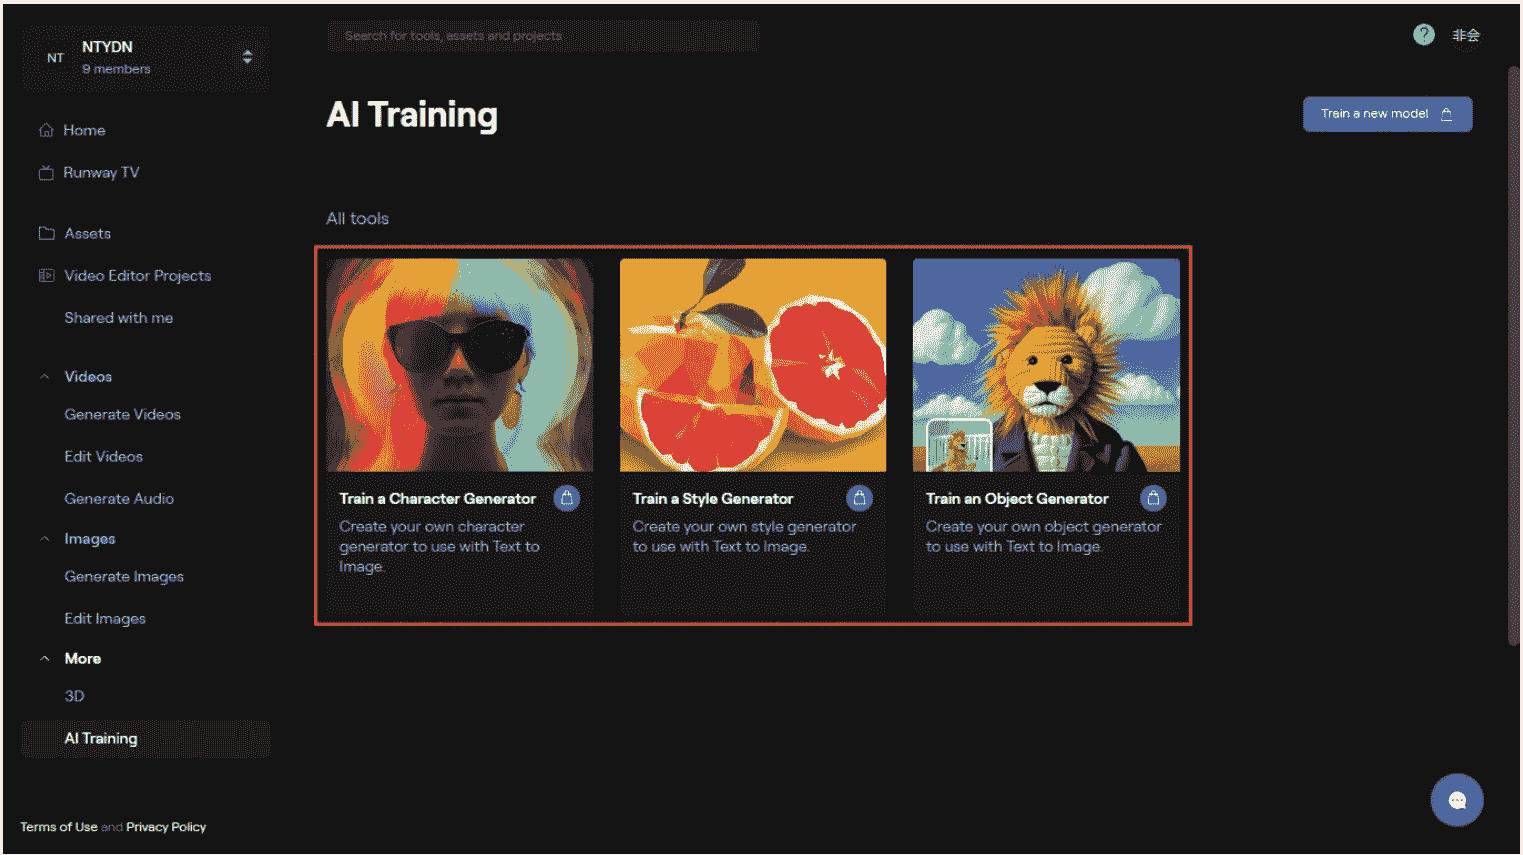 NT
NTYDN
9 members
Search for tools, assets and projects
?
非会
Home
Runway TV
Assets
Video Editor Projects
Shared with me
Videos
Generate Videos
Edit Videos
Generate Audio
Images
Generate Images
Edit Images
More
3D
AI Training
Terms of Use and Privacy Policy
AI Training
Train a new model
All tools
Train a Character Generator
Create your own character
generator to use with Text to
Image.
Train a Style Generator
Create your own style generator
to use with Text to Image.
Train an Object Generator
Create your own object generator
to use with Text to Image.